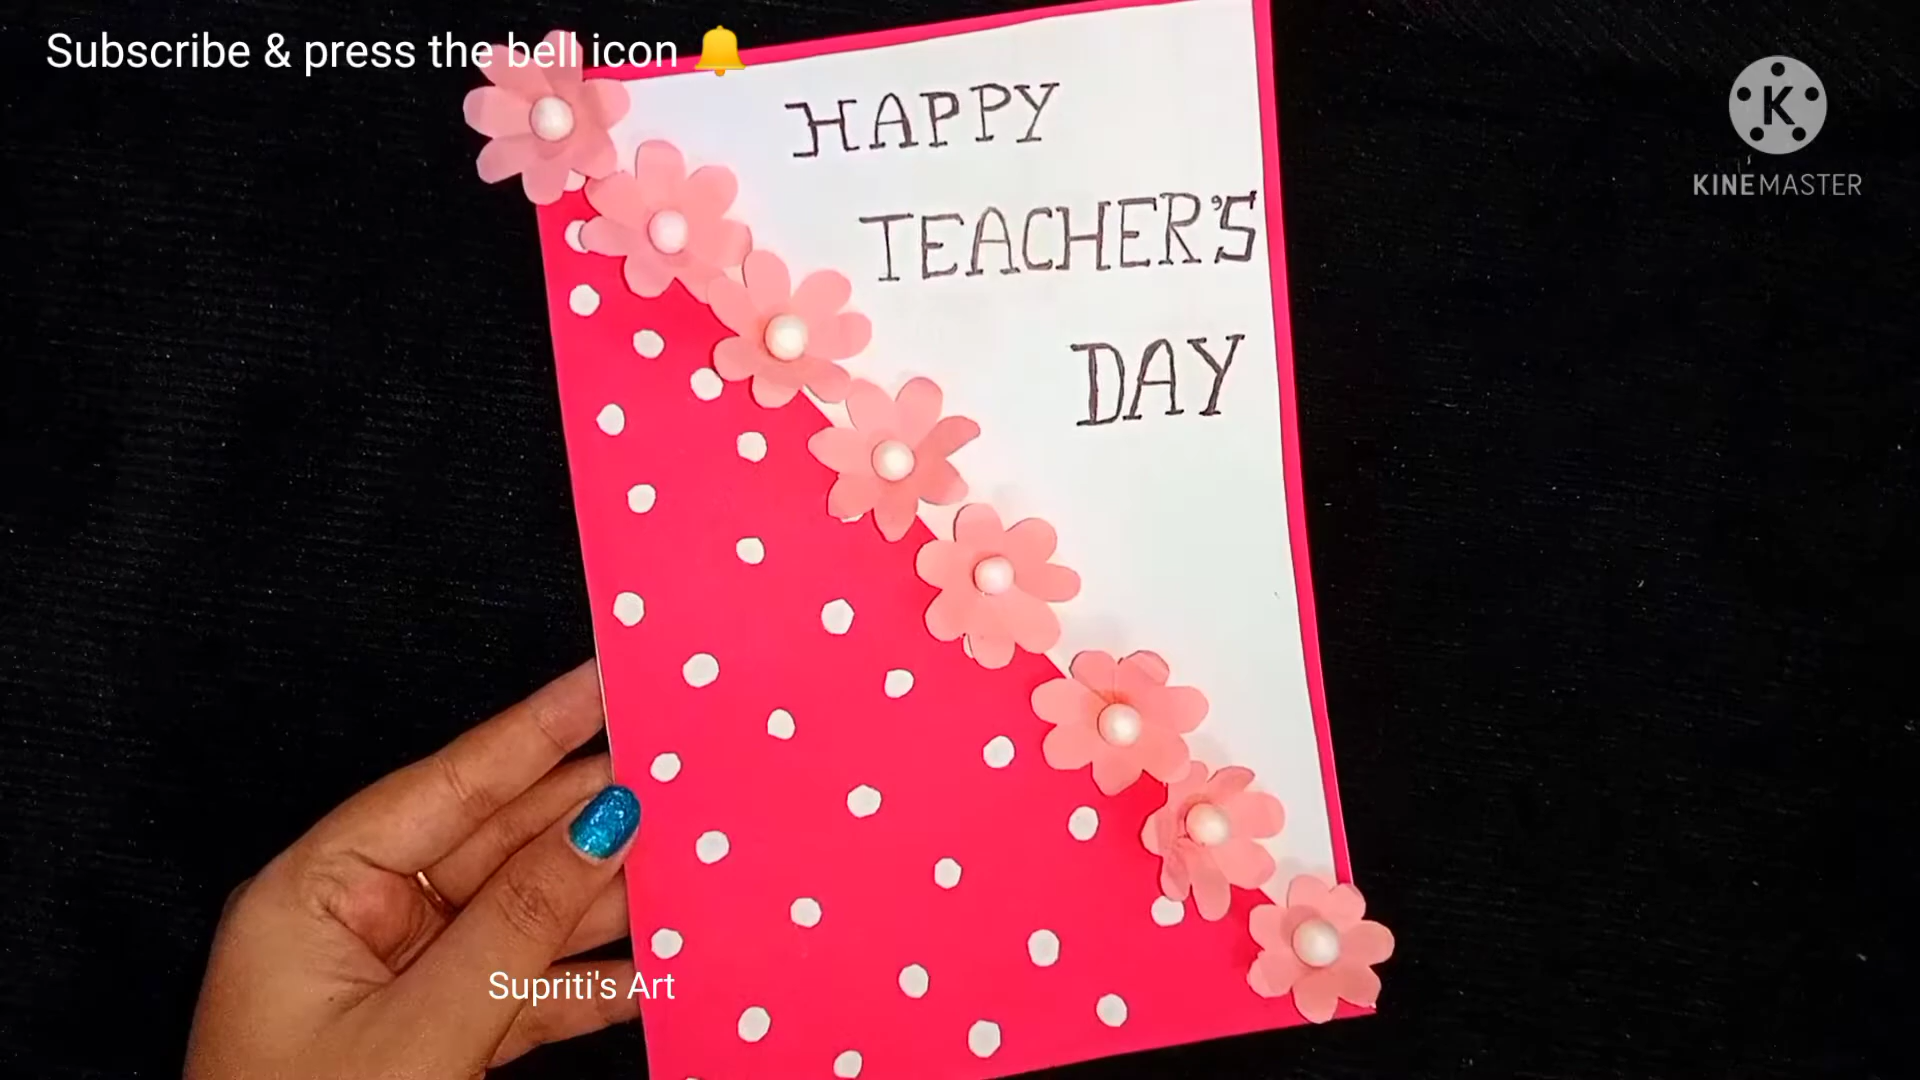 Subscribe & press the bell icon 🔔
K
KINEMASTER
HAPPY
TEACHER'S
DAY
Supriti's Art